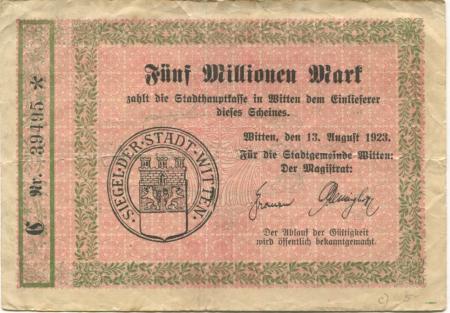 Fünf Millionen Mark
zahlt die Stadthauptkasse in Witten dem Einlieferer
dieses Scheines.
Witten, den 13. August 1923.
Für die Stadtgemeinde Witten:
Der Magistrat:
Der Ablauf der Gültigkeit
wird öffentlich bekanntgemacht.
SIEGEL·DER·STADT·WITTEN·
G Nr. 39495 *